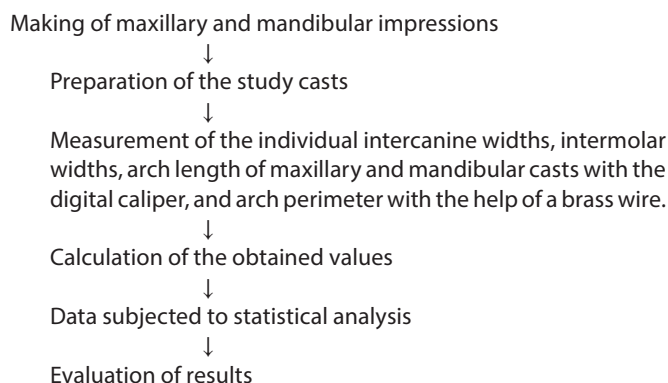 Making of maxillary and mandibular impressions
↓
Preparation of the study casts
↓
Measurement of the individual intercanine widths, intermolar
widths, arch length of maxillary and mandibular casts with the
digital caliper, and arch perimeter with the help of a brass wire.
↓
Calculation of the obtained values
↓
Data subjected to statistical analysis
↓
Evaluation of results